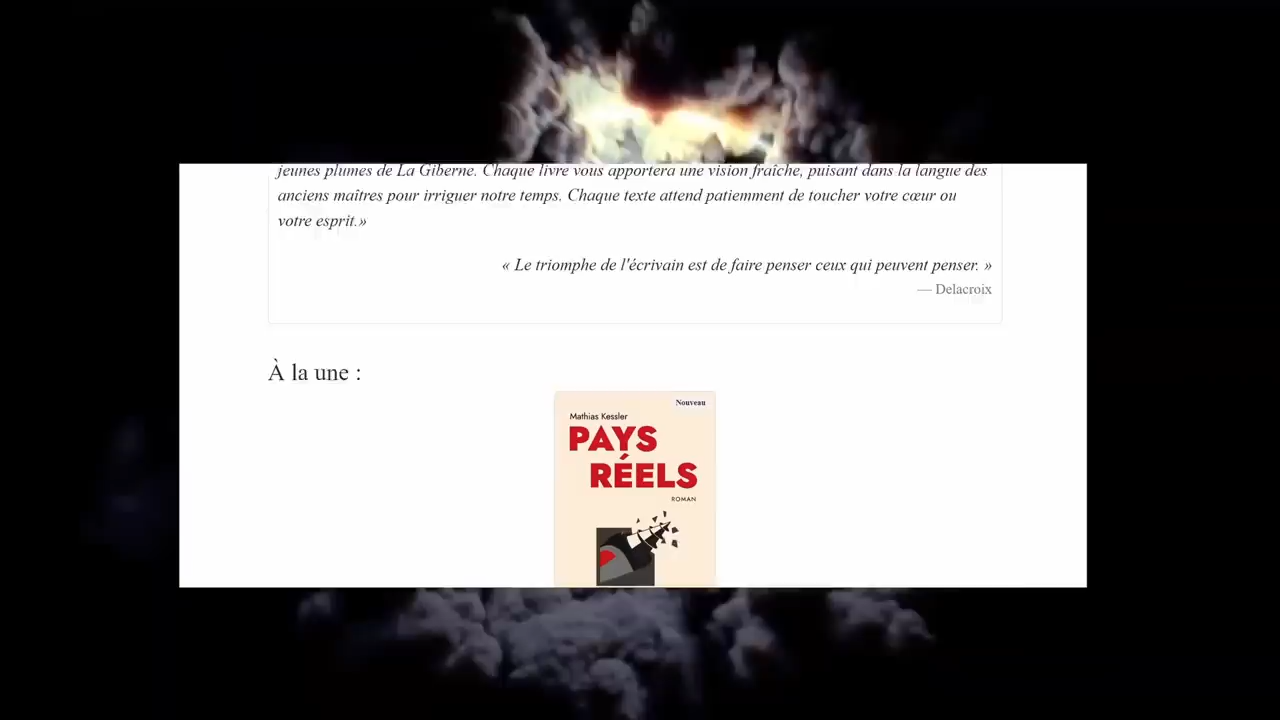 jeunes plumes de La Giberne. Chaque livre vous apportera une vision fraîche, puisant dans la langue des
anciens maîtres pour irriguer notre temps. Chaque texte attend patiemment de toucher votre cœur ou
votre esprit.»
« Le triomphe de l'écrivain est de faire penser ceux qui peuvent penser. »
— Delacroix
À la une :
Nouveau
Mathias Kessler
PAYS
RÉELS
ROMAN